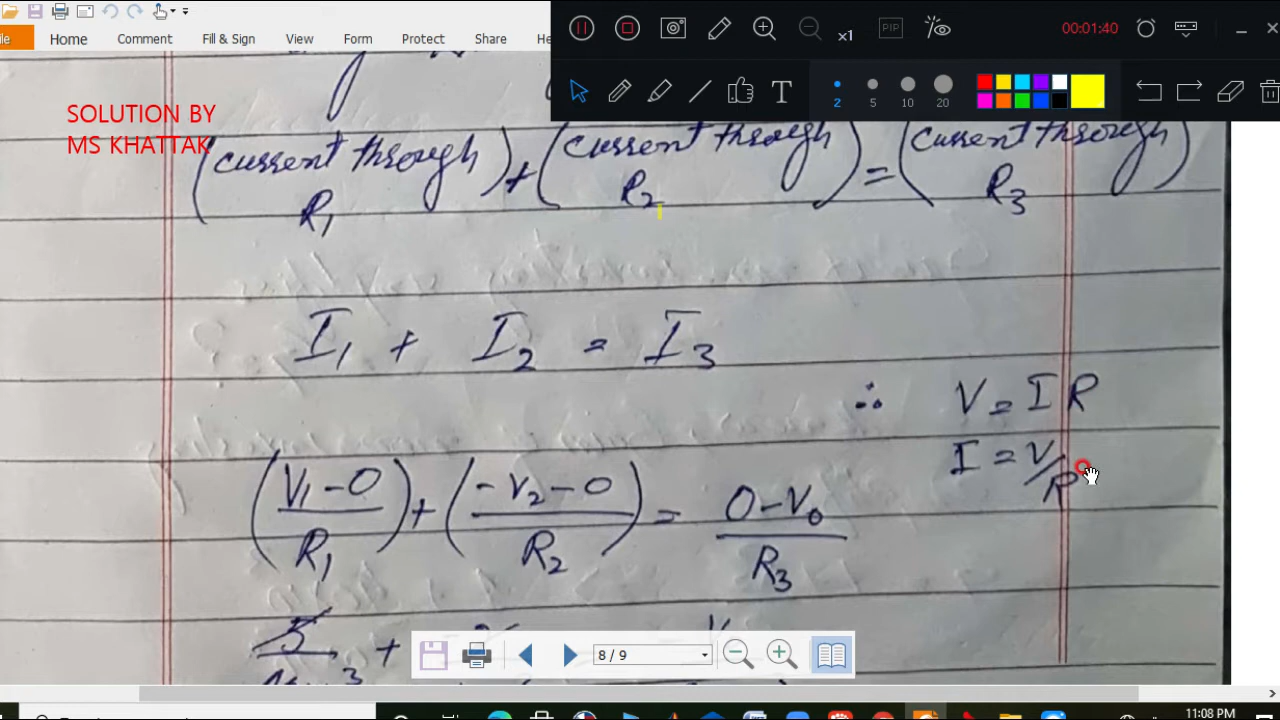 Home Comment Fill & Sign View Form Protect Share
x1 PIP 00:01:40
2 5 10 20
T
SOLUTION BY
MS KHATTAK
(current through R1) + (current through R2) = (current through R3)
I1 + I2 = I3
∴ V = IR
I = V/R
(V1-0/R1) + (-V2-0/R2) = 0-V0/R3
5 +
8 / 9
11:08 PM